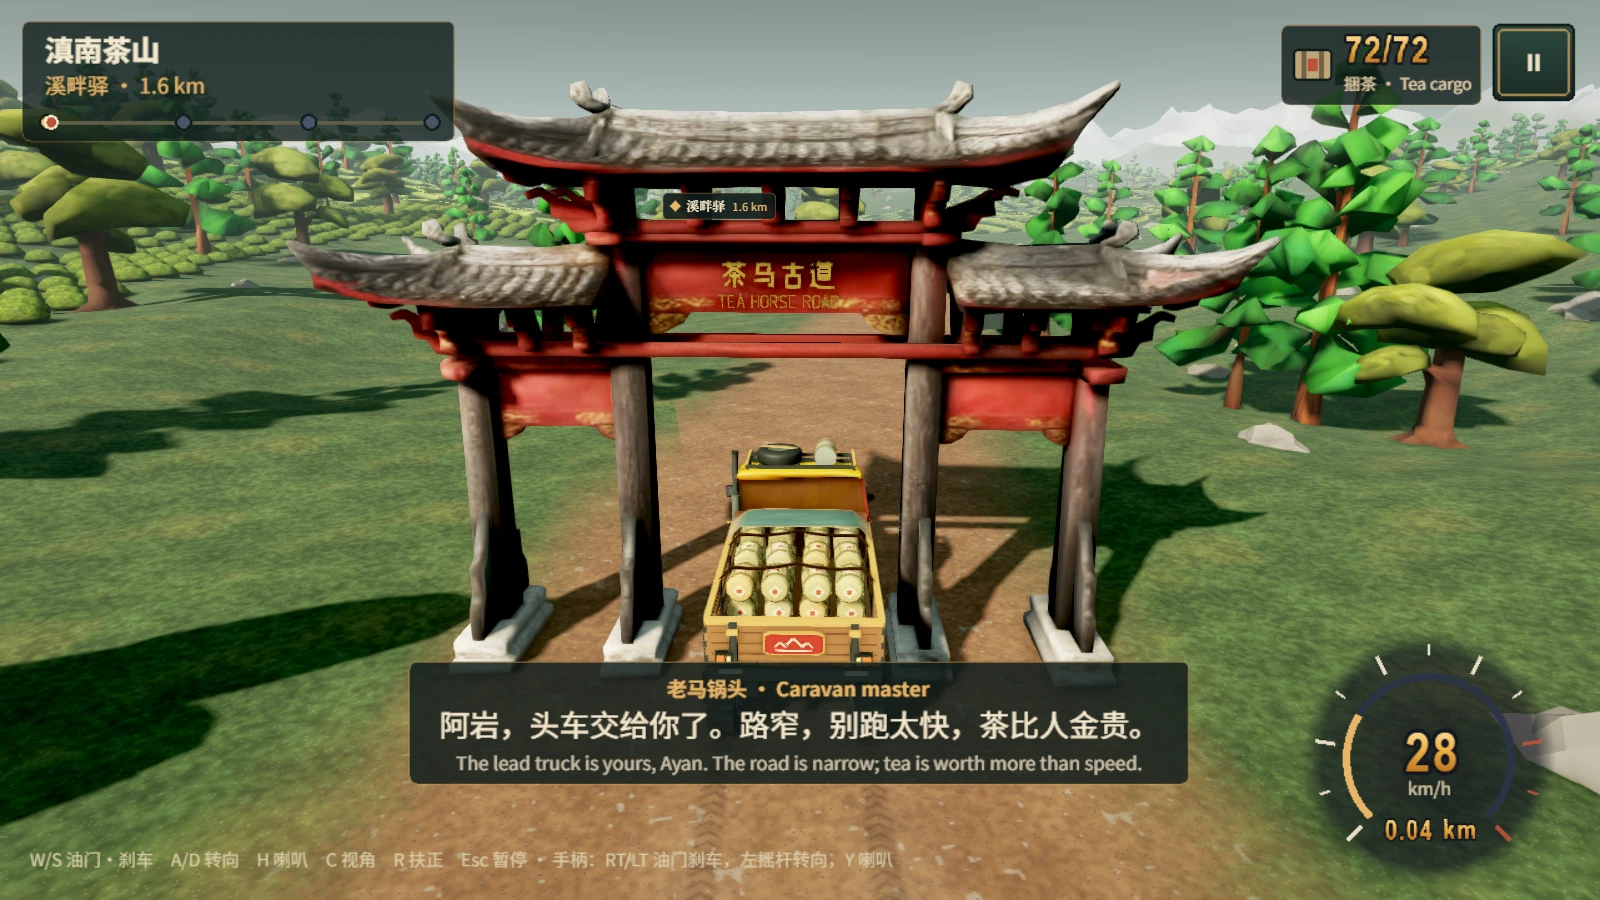 滇南茶山
溪畔驿 · 1.6 km
72/72
捆茶 · Tea cargo
溪畔驿 1.6 km
茶马古道
TEA HORSE ROAD
老马锅头 · Caravan master
阿岩，头车交给你了。路窄，别跑太快，茶比人金贵。
The lead truck is yours, Ayan. The road is narrow; tea is worth more than speed.
28
km/h
0.04 km
W/S 油门 · 刹车 A/D 转向 H 喇叭 C 视角 R 扶正 Esc 暂停 · 手柄：RT/LT 油门刹车，左摇杆转向；Y 喇叭